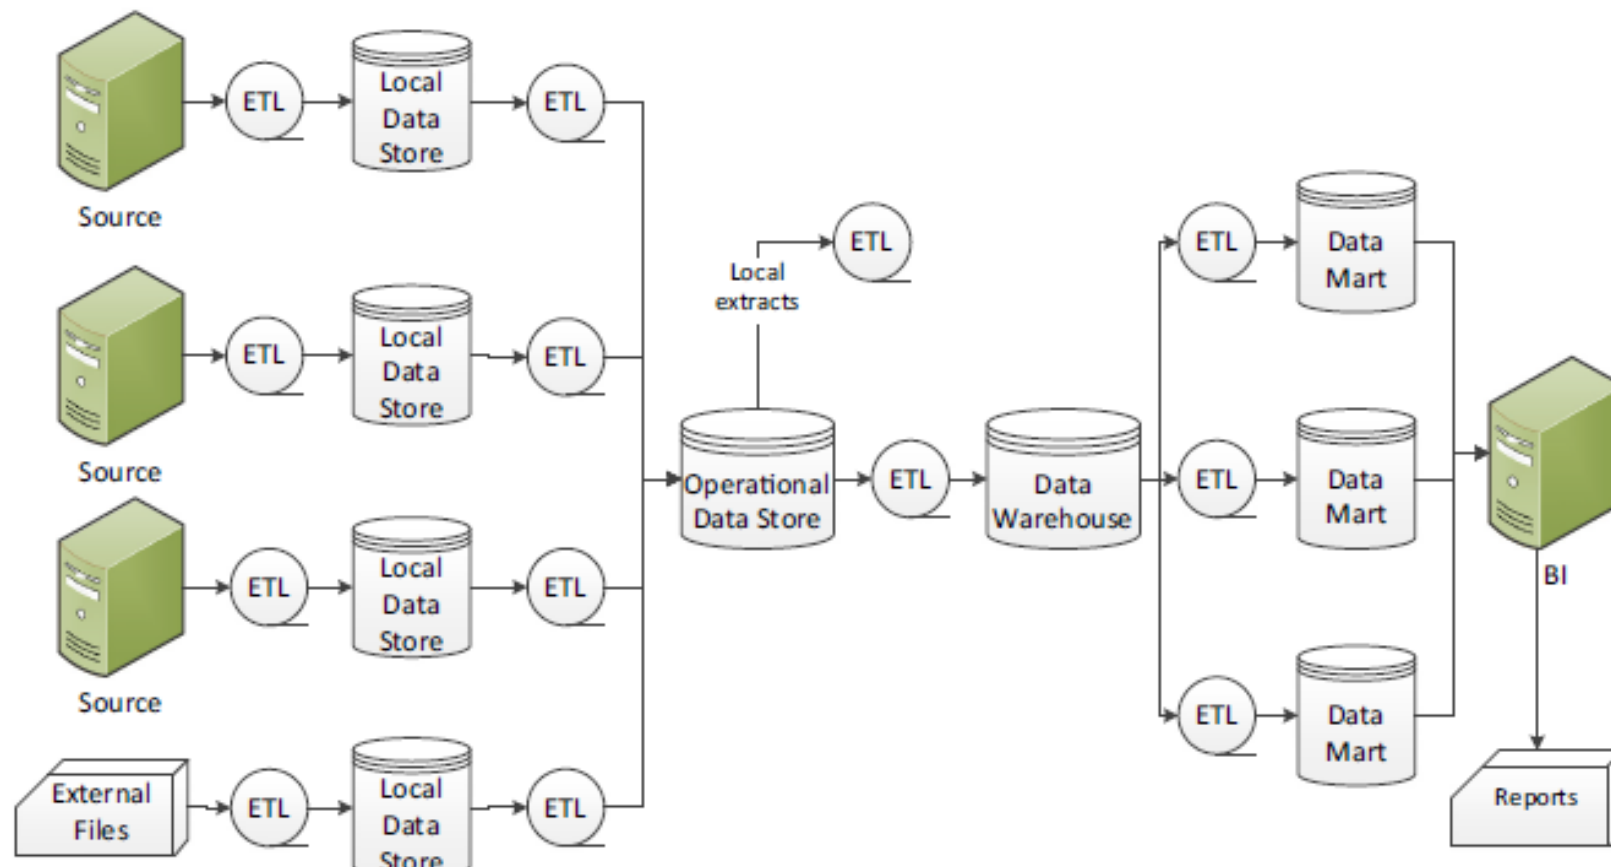 ETL
Local
Data
Store
ETL
Source
ETL
Local
Data
Store
ETL
Source
ETL
Local
Data
Store
ETL
Source
External
Files
ETL
Local
Data
Store
ETL
Local
extracts
ETL
Operational
Data Store
ETL
Data
Warehouse
ETL
Data
Mart
ETL
Data
Mart
ETL
Data
Mart
BI
Reports